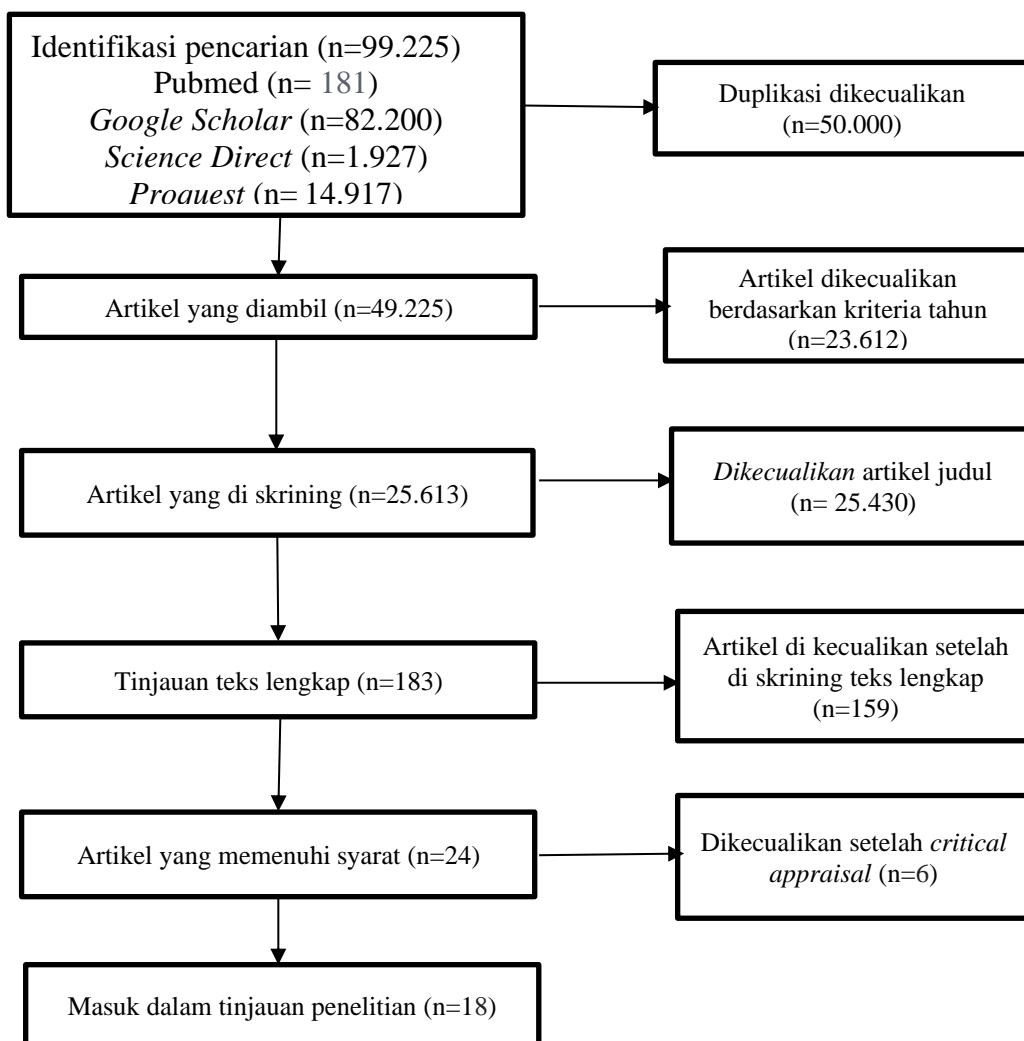 Identifikasi pencarian (n=99.225)
Pubmed (n= 181)
Google Scholar (n=82.200)
Science Direct (n=1.927)
Proquest (n= 14.917)
Duplikasi dikecualikan
(n=50.000)
Artikel yang diambil (n=49.225)
Artikel dikecualikan
berdasarkan kriteria tahun
(n=23.612)
Artikel yang di skrining (n=25.613)
Dikecualikan artikel judul
(n= 25.430)
Tinjauan teks lengkap (n=183)
Artikel di kecualikan setelah
di skrining teks lengkap
(n=159)
Artikel yang memenuhi syarat (n=24)
Dikecualikan setelah critical
appraisal (n=6)
Masuk dalam tinjauan penelitian (n=18)